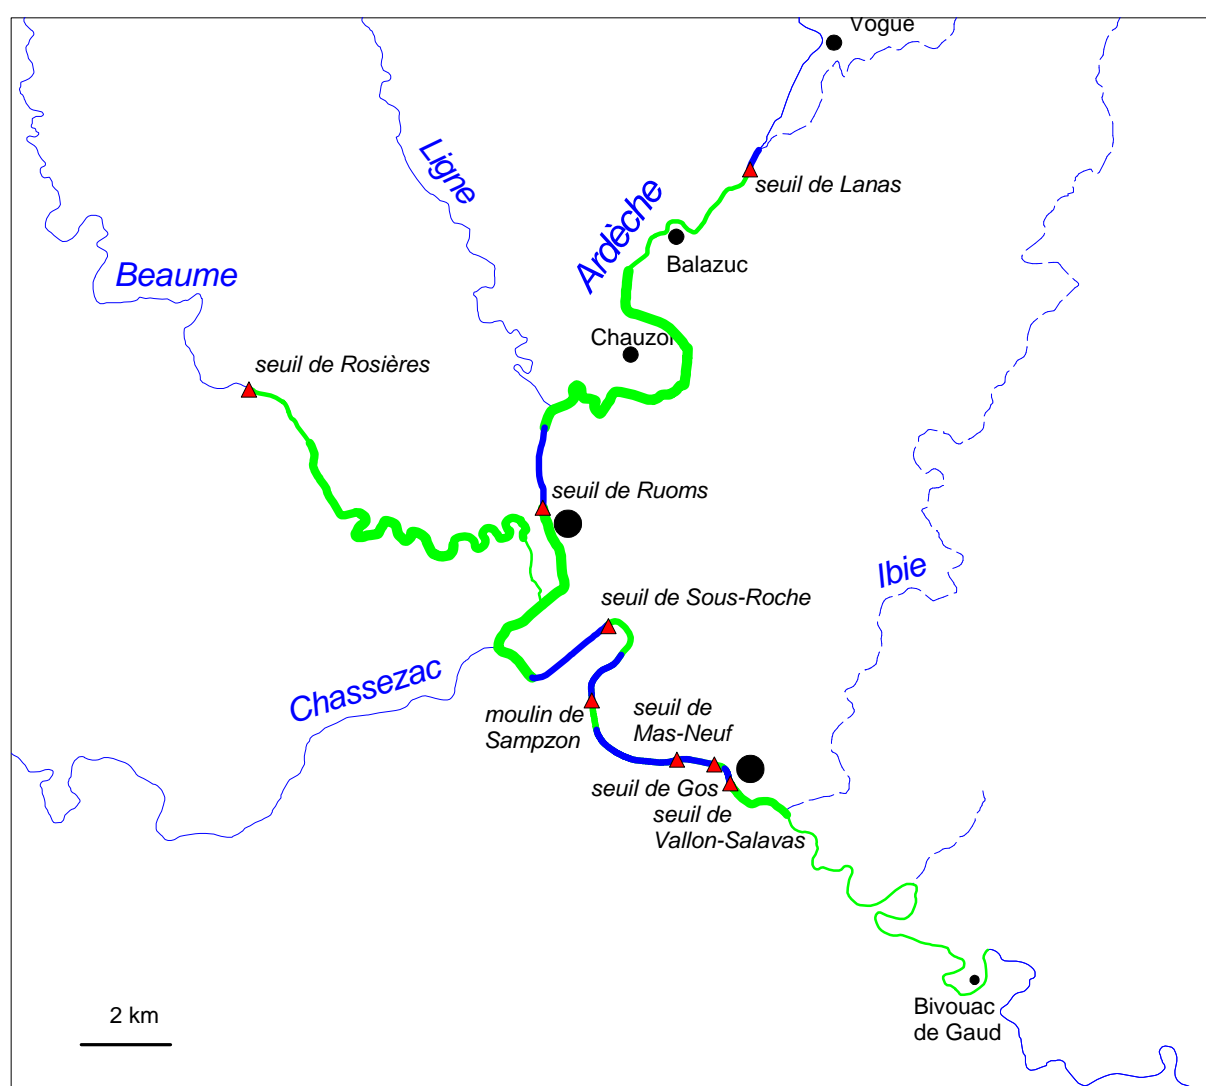 Vogue
Ligne
seuil de Lanas
Ardèche
Balazuc
Beaume
Chauzon
seuil de Rosières
seuil de Ruoms
Ibie
seuil de Sous-Roche
Chassezac
moulin de
Sampzon
seuil de
Mas-Neuf
seuil de Gos
seuil de
Vallon-Salavas
2 km
Bivouac
de Gaud